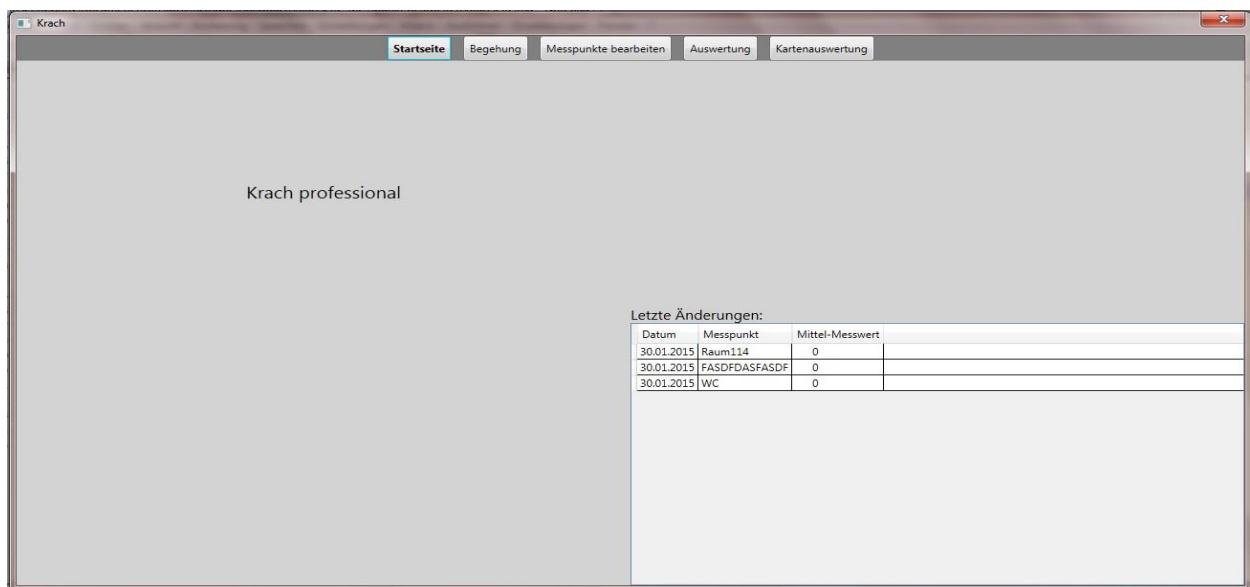 Krach
Startseite Begehung Messpunkte bearbeiten Auswertung Kartenauswertung
Krach professional
Letzte Änderungen:
Datum Messpunkt Mittel-Messwert
30.01.2015 Raum114 0
30.01.2015 FASDFDASFASDF 0
30.01.2015 WC 0